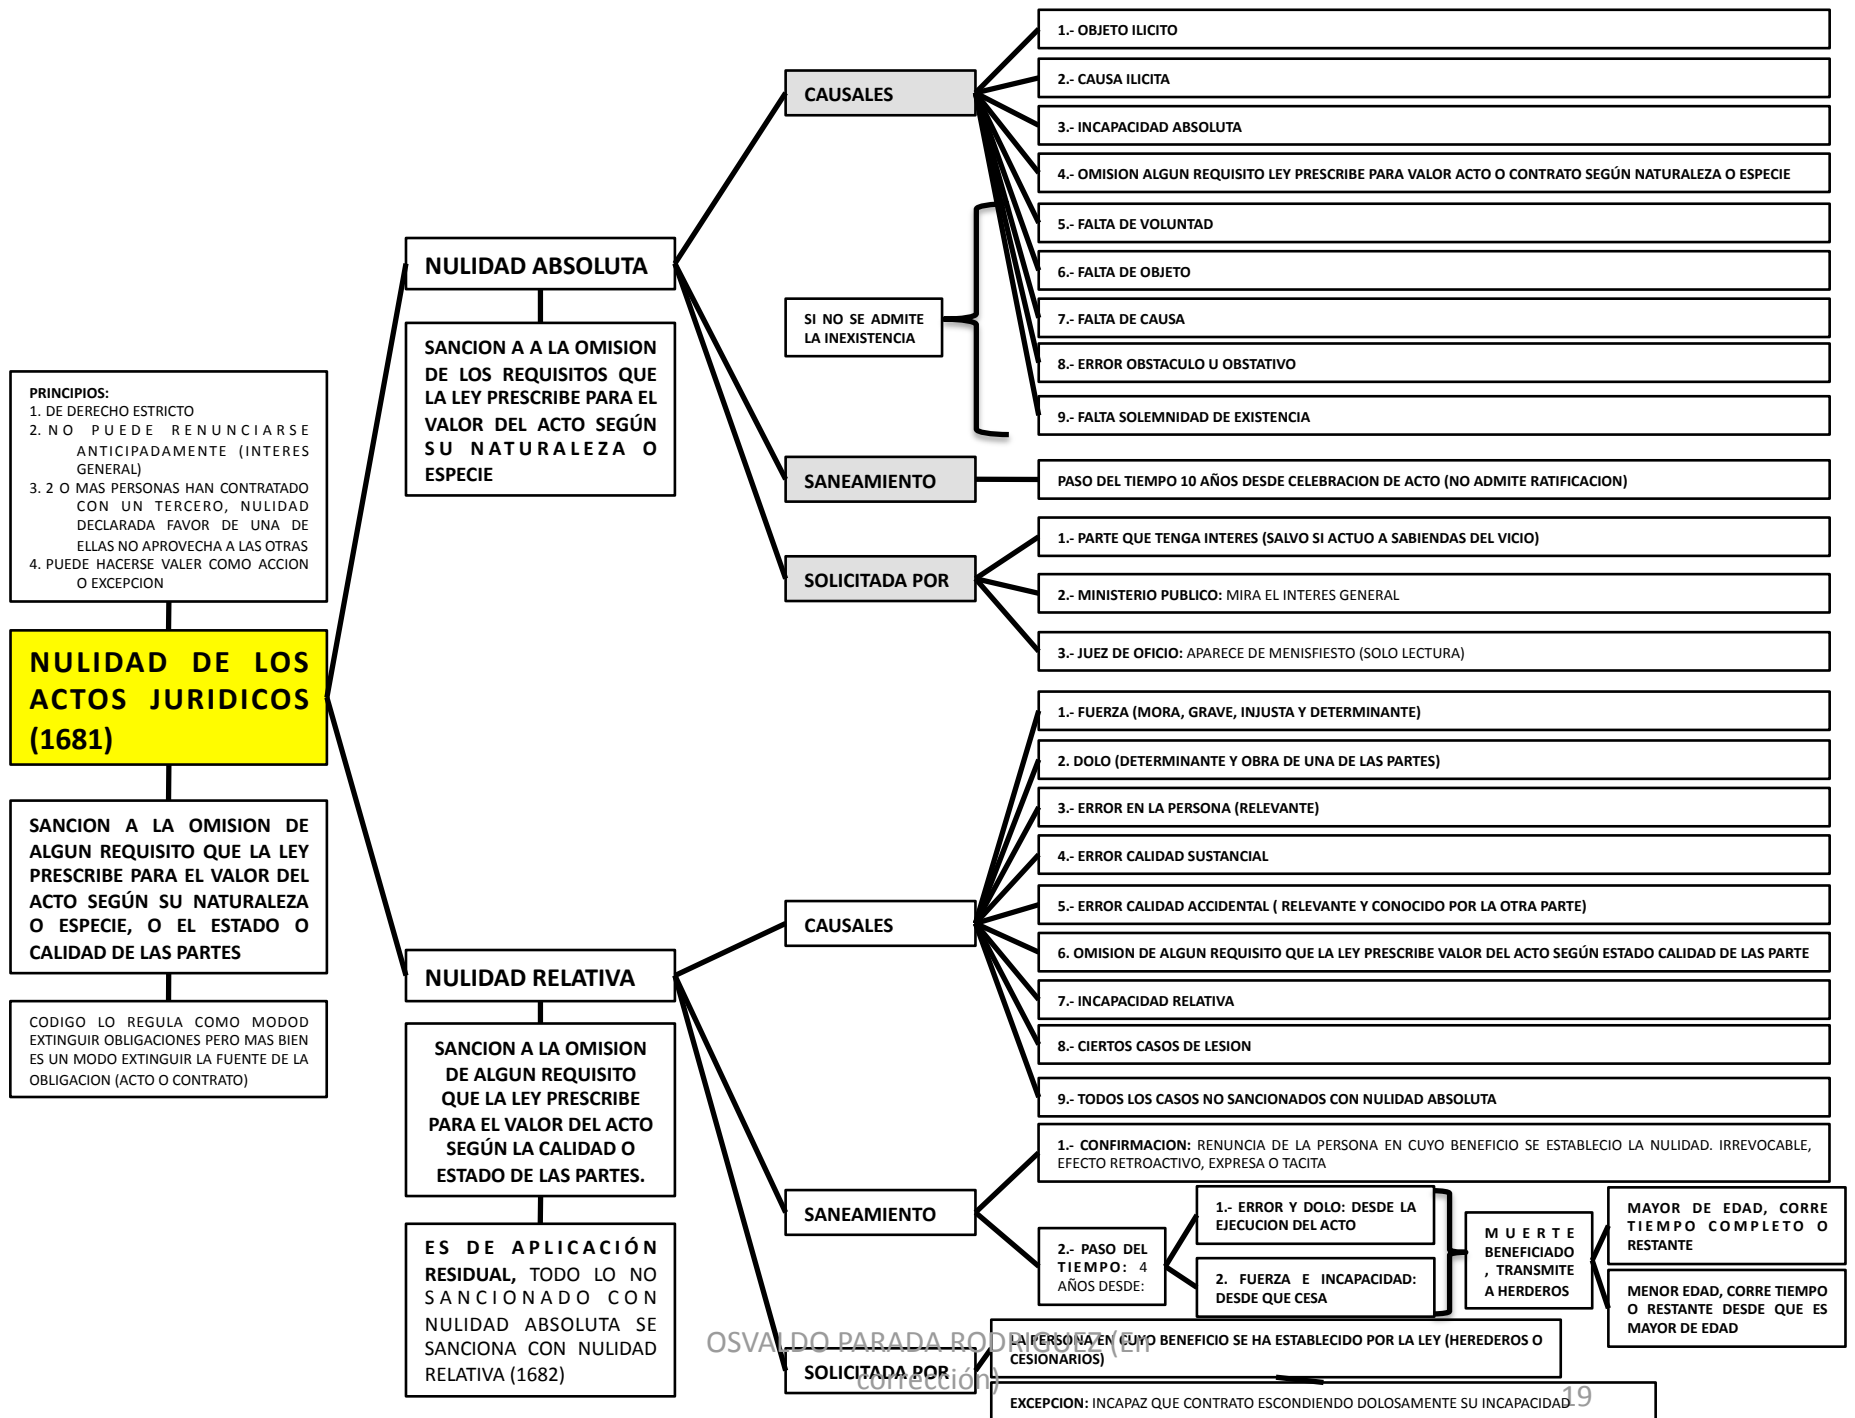 PRINCIPIOS:
1. DE DERECHO ESTRICTO
2. NO PUEDE RENUNCIARSE
ANTICIPADAMENTE (INTERES
GENERAL)
3. 2 O MAS PERSONAS HAN CONTRATADO
CON UN TERCERO, NULIDAD
DECLARADA FAVOR DE UNA DE
ELLAS NO APROVECHA A LAS OTRAS
4. PUEDE HACERSE VALER COMO ACCION
O EXCEPCION
NULIDAD DE LOS
ACTOS JURIDICOS
(1681)
SANCION A LA OMISION DE
ALGUN REQUISITO QUE LA LEY
PRESCRIBE PARA EL VALOR DEL
ACTO SEGÚN SU NATURALEZA
O ESPECIE, O EL ESTADO O
CALIDAD DE LAS PARTES
CODIGO LO REGULA COMO MODOD
EXTINGUIR OBLIGACIONES PERO MAS BIEN
ES UN MODO EXTINGUIR LA FUENTE DE LA
OBLIGACION (ACTO O CONTRATO)
NULIDAD ABSOLUTA
SANCION A A LA OMISION
DE LOS REQUISITOS QUE
LA LEY PRESCRIBE PARA EL
VALOR DEL ACTO SEGÚN
SU NATURALEZA O
ESPECIE
CAUSALES
1.- OBJETO ILICITO
2.- CAUSA ILICITA
3.- INCAPACIDAD ABSOLUTA
4.- OMISION ALGUN REQUISITO LEY PRESCRIBE PARA VALOR ACTO O CONTRATO SEGÚN NATURALEZA O ESPECIE
SI NO SE ADMITE
LA INEXISTENCIA
5.- FALTA DE VOLUNTAD
6.- FALTA DE OBJETO
7.- FALTA DE CAUSA
8.- ERROR OBSTACULO U OBSTATIVO
9.- FALTA SOLEMNIDAD DE EXISTENCIA
SANEAMIENTO
PASO DEL TIEMPO 10 AÑOS DESDE CELEBRACION DE ACTO (NO ADMITE RATIFICACION)
SOLICITADA POR
1.- PARTE QUE TENGA INTERES (SALVO SI ACTUO A SABIENDAS DEL VICIO)
2.- MINISTERIO PUBLICO: MIRA EL INTERES GENERAL
3.- JUEZ DE OFICIO: APARECE DE MENISFIESTO (SOLO LECTURA)
NULIDAD RELATIVA
SANCION A LA OMISION
DE ALGUN REQUISITO
QUE LA LEY PRESCRIBE
PARA EL VALOR DEL ACTO
SEGÚN LA CALIDAD O
ESTADO DE LAS PARTES.
ES DE APLICACIÓN
RESIDUAL, TODO LO NO
SANCIONADO CON
NULIDAD ABSOLUTA SE
SANCIONA CON NULIDAD
RELATIVA (1682)
CAUSALES
1.- FUERZA (MORA, GRAVE, INJUSTA Y DETERMINANTE)
2. DOLO (DETERMINANTE Y OBRA DE UNA DE LAS PARTES)
3.- ERROR EN LA PERSONA (RELEVANTE)
4.- ERROR CALIDAD SUSTANCIAL
5.- ERROR CALIDAD ACCIDENTAL ( RELEVANTE Y CONOCIDO POR LA OTRA PARTE)
6. OMISION DE ALGUN REQUISITO QUE LA LEY PRESCRIBE VALOR DEL ACTO SEGÚN ESTADO CALIDAD DE LAS PARTE
7.- INCAPACIDAD RELATIVA
8.- CIERTOS CASOS DE LESION
9.- TODOS LOS CASOS NO SANCIONADOS CON NULIDAD ABSOLUTA
SANEAMIENTO
1.- CONFIRMACION: RENUNCIA DE LA PERSONA EN CUYO BENEFICIO SE ESTABLECIO LA NULIDAD. IRREVOCABLE,
EFECTO RETROACTIVO, EXPRESA O TACITA
2.- PASO DEL
TIEMPO: 4
AÑOS DESDE:
1.- ERROR Y DOLO: DESDE LA
EJECUCION DEL ACTO
2. FUERZA E INCAPACIDAD:
DESDE QUE CESA
MUERTE
BENEFICIADO
, TRANSMITE
A HERDEROS
MAYOR DE EDAD, CORRE
TIEMPO COMPLETO O
RESTANTE
MENOR EDAD, CORRE TIEMPO
O RESTANTE DESDE QUE ES
MAYOR DE EDAD
SOLICITADA POR
LA PERSONA EN CUYO BENEFICIO SE HA ESTABLECIDO POR LA LEY (HEREDEROS O
CESIONARIOS)
EXCEPCION: INCAPAZ QUE CONTRATO ESCONDIENDO DOLOSAMENTE SU INCAPACIDAD
OSVALDO PARADA RODRIGUEZ (En
corrección)
19